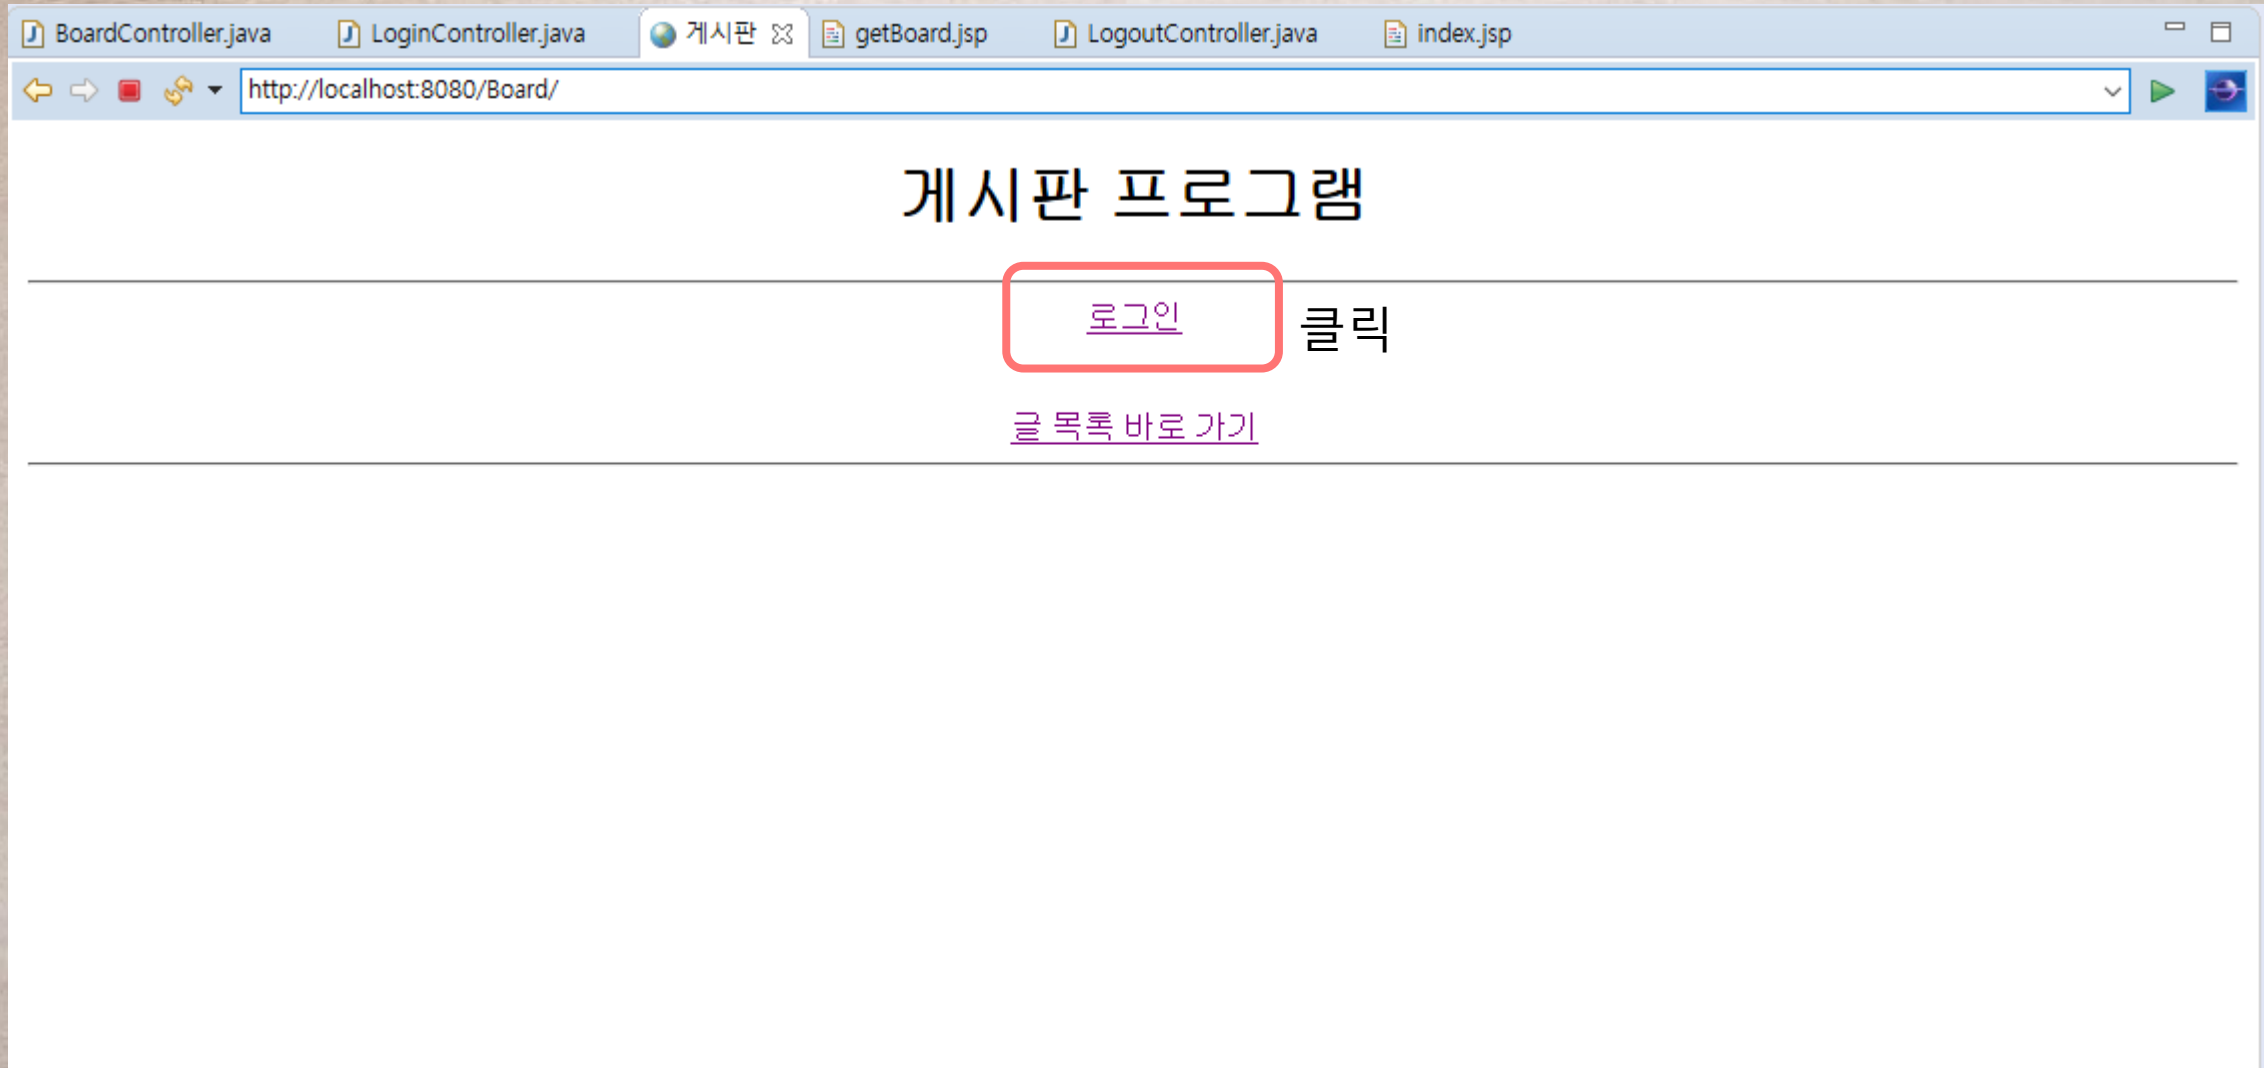 BoardController.java LoginController.java 게시판 getBoard.jsp LogoutController.java index.jsp
http://localhost:8080/Board/
게시판 프로그램
로그인 클릭
글 목록 바로 가기